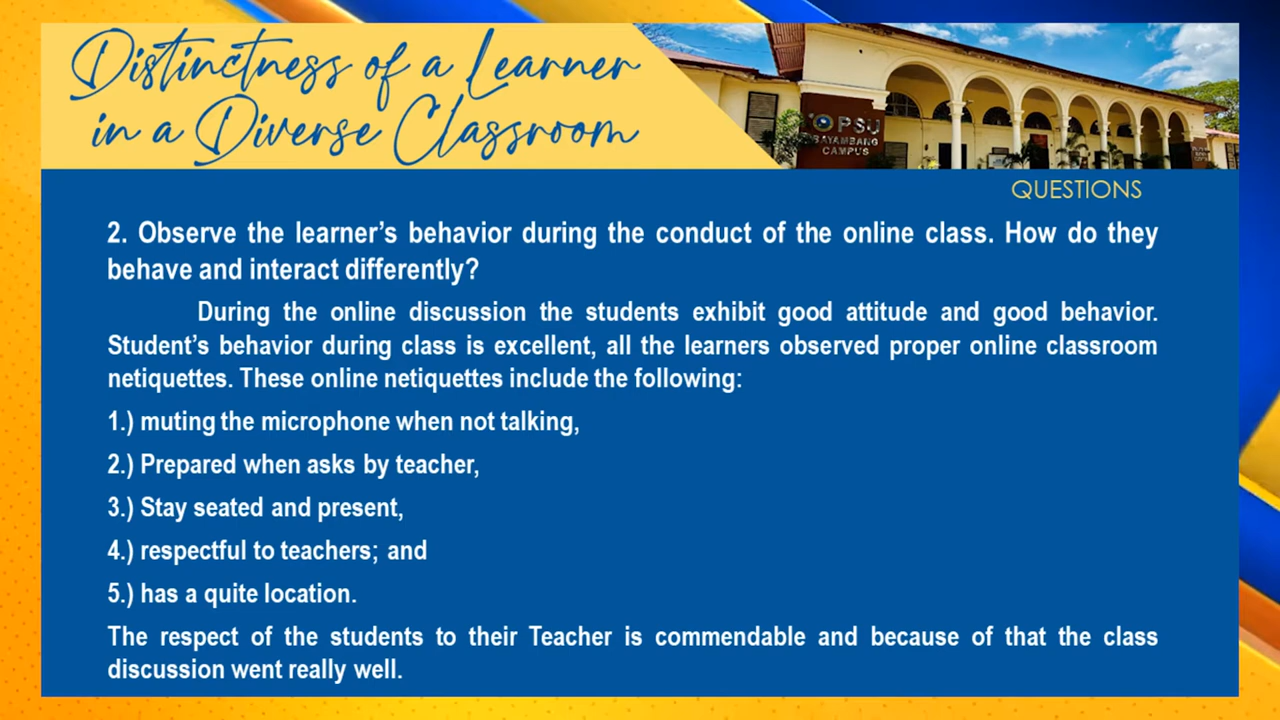 Distinctness of a Learner
in a Diverse Classroom
PSU
BAYAMBANG
CAMPUS
QUESTIONS
2. Observe the learner’s behavior during the conduct of the online class. How do they
behave and interact differently?
During the online discussion the students exhibit good attitude and good behavior.
Student’s behavior during class is excellent, all the learners observed proper online classroom
netiquettes. These online netiquettes include the following:
1.) muting the microphone when not talking,
2.) Prepared when asks by teacher,
3.) Stay seated and present,
4.) respectful to teachers; and
5.) has a quite location.
The respect of the students to their Teacher is commendable and because of that the class
discussion went really well.